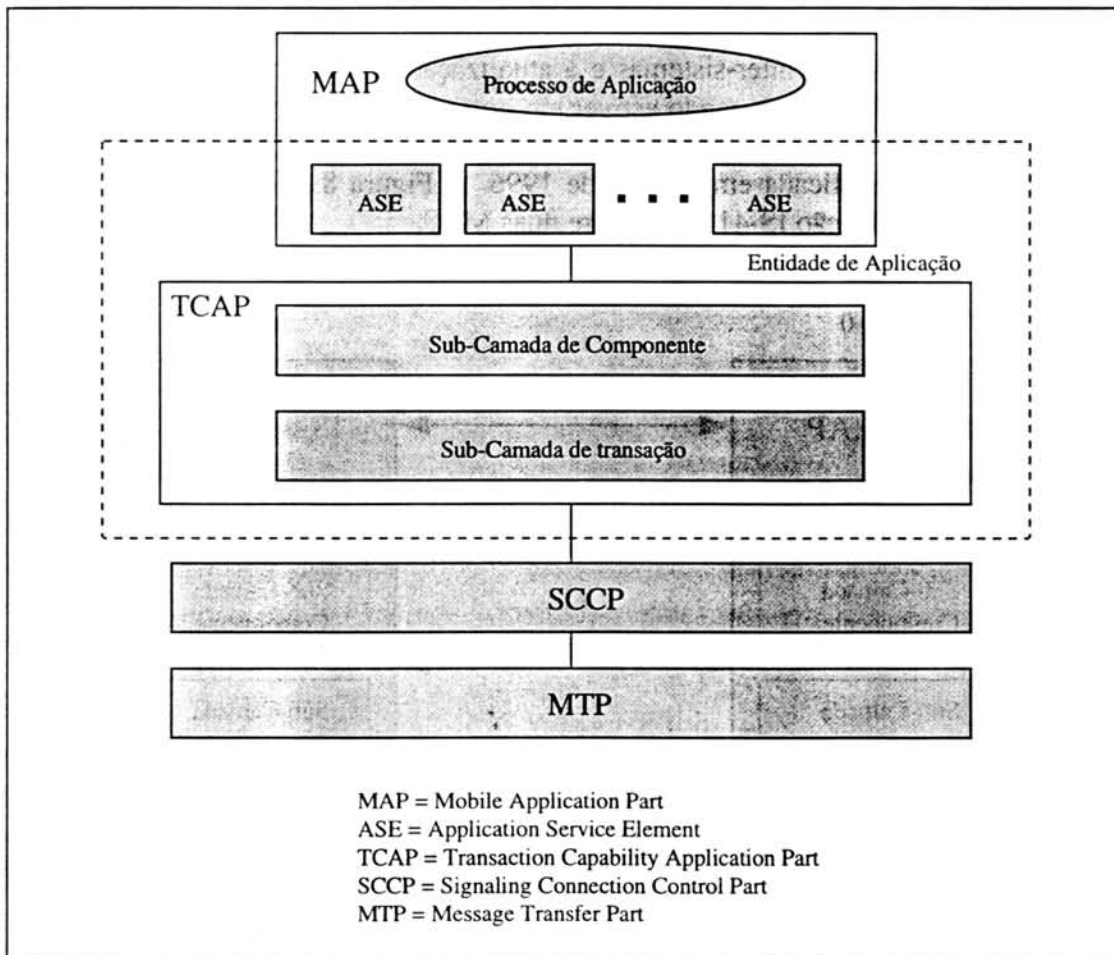 MAP
Processo de Aplicação
ASE
ASE
ASE
Entidade de Aplicação
TCAP
Sub-Camada de Componente
Sub-Camada de transação
SCCP
MTP
MAP = Mobile Application Part
ASE = Application Service Element
TCAP = Transaction Capability Application Part
SCCP = Signaling Connection Control Part
MTP = Message Transfer Part